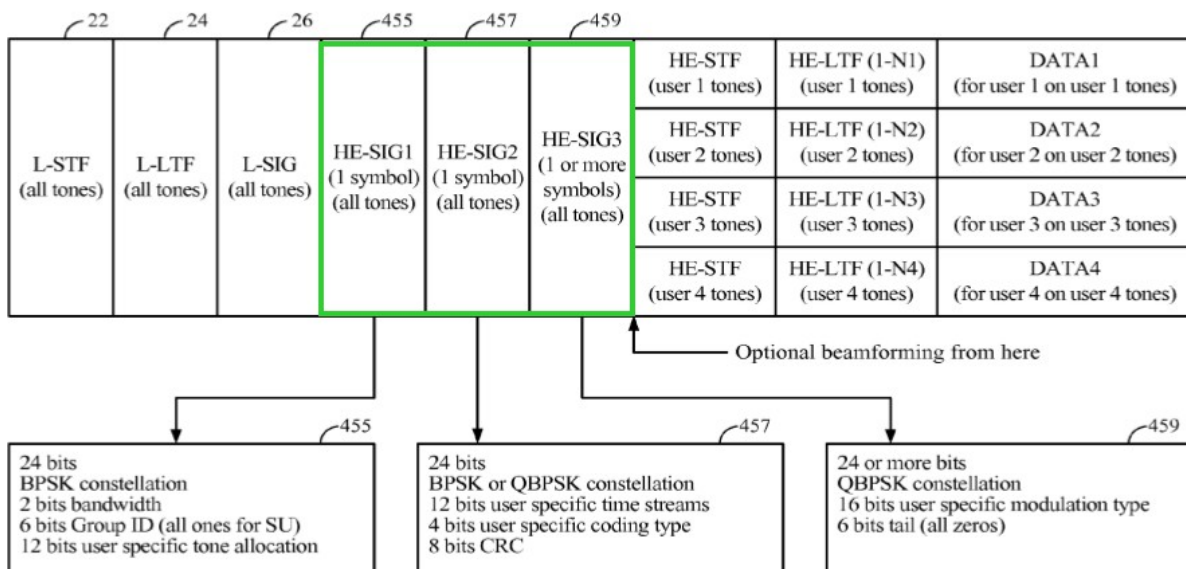 22
24
26
455
457
459
L-STF
(all tones)
L-LTF
(all tones)
L-SIG
(all tones)
HE-SIG1
(1 symbol)
(all tones)
HE-SIG2
(1 symbol)
(all tones)
HE-SIG3
(1 or more
symbols)
(all tones)
HE-STF
(user 1 tones)
HE-LTF (1-N1)
(user 1 tones)
DATA1
(for user 1 on user 1 tones)
HE-STF
(user 2 tones)
HE-LTF (1-N2)
(user 2 tones)
DATA2
(for user 2 on user 2 tones)
HE-STF
(user 3 tones)
HE-LTF (1-N3)
(user 3 tones)
DATA3
(for user 3 on user 3 tones)
HE-STF
(user 4 tones)
HE-LTF (1-N4)
(user 4 tones)
DATA4
(for user 4 on user 4 tones)
Optional beamforming from here
455
24 bits
BPSK constellation
2 bits bandwidth
6 bits Group ID (all ones for SU)
12 bits user specific tone allocation
457
24 bits
BPSK or QBPSK constellation
12 bits user specific time streams
4 bits user specific coding type
8 bits CRC
459
24 or more bits
QBPSK constellation
16 bits user specific modulation type
6 bits tail (all zeros)